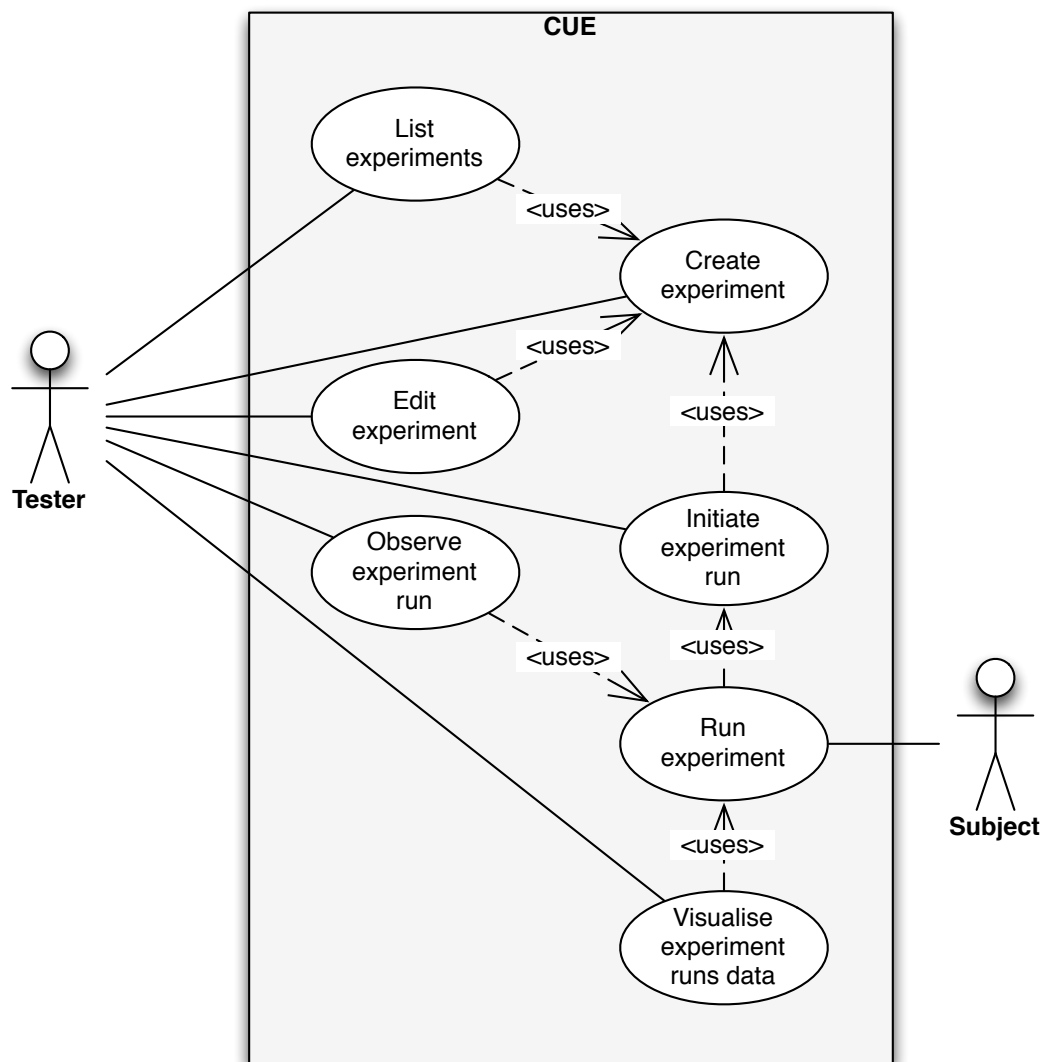 CUE
List
experiments
<uses>
Create
experiment
<uses>
Edit
experiment
<uses>
Tester
Observe
experiment
run
Initiate
experiment
run
<uses>
<uses>
Run
experiment
Subject
<uses>
Visualise
experiment
runs data